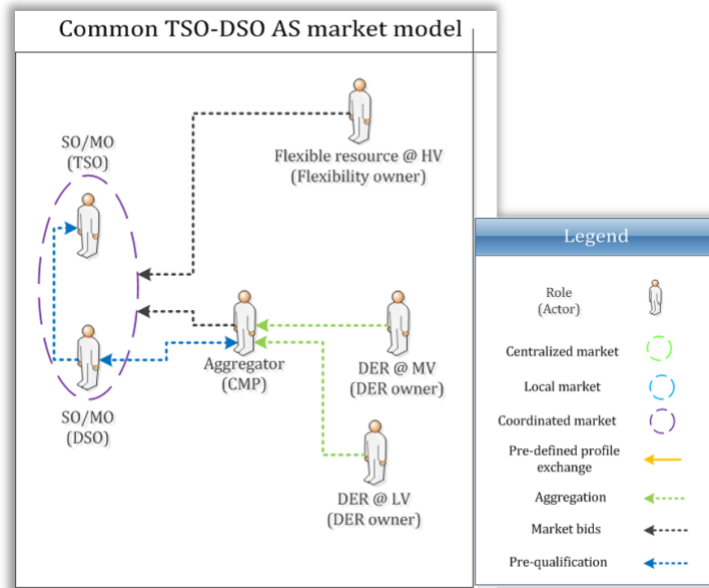 Common TSO-DSO AS market model
SO/MO
(TSO)
Flexible resource @ HV
(Flexibility owner)
Aggregator
(CMP)
DER @ MV
(DER owner)
SO/MO
(DSO)
DER @ LV
(DER owner)
Legend
Role
(Actor)
Centralized market
Local market
Coordinated market
Pre-defined profile
exchange
Aggregation
Market bids
Pre-qualification